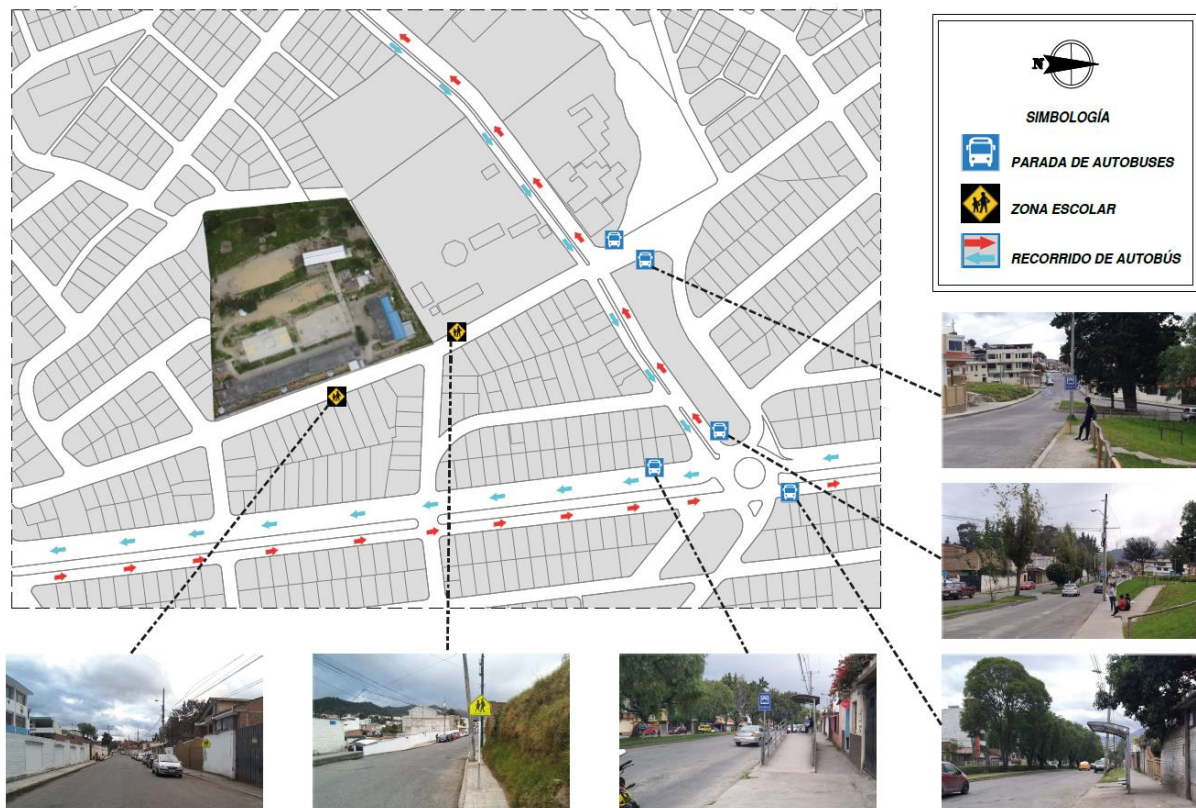 N
SIMBOLOGÍA
PARADA DE AUTOBUSES
ZONA ESCOLAR
RECORRIDO DE AUTOBÚS